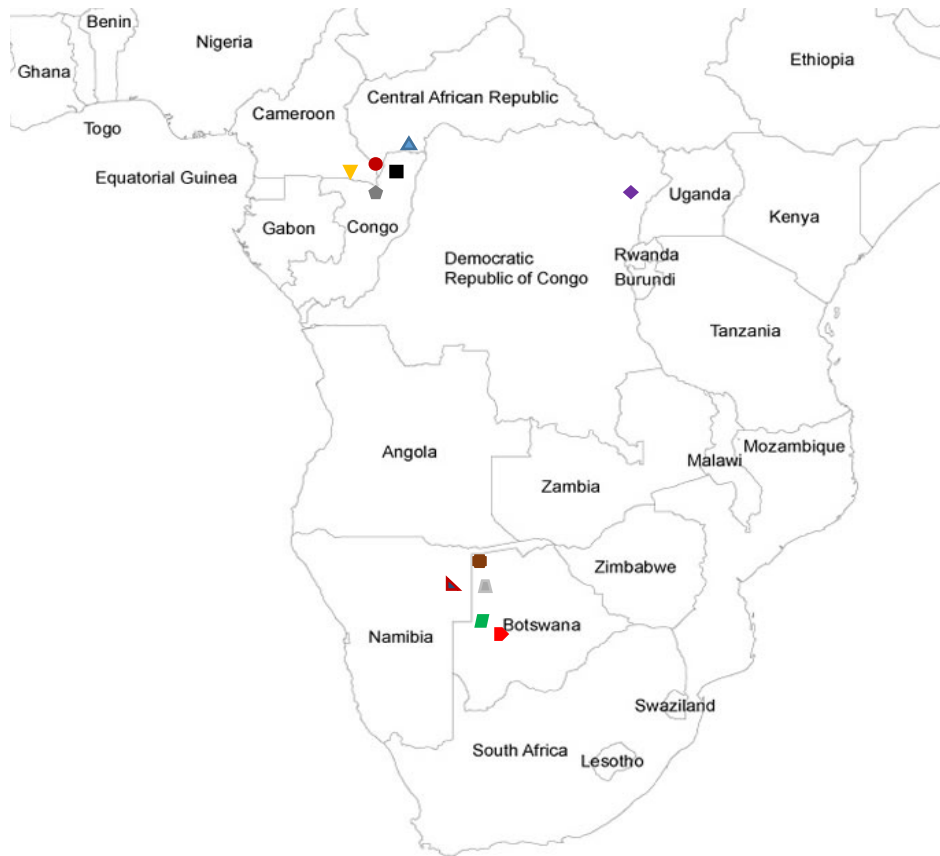 Benin
Nigeria
Ethiopia
Ghana
Central African Republic
Cameroon
Togo
Equatorial Guinea
Uganda
Kenya
Gabon
Congo
Democratic
Republic of Congo
Rwanda
Burundi
Tanzania
Angola
Mozambique
Malawi
Zambia
Zimbabwe
Botswana
Namibia
Swaziland
South Africa
Lesotho